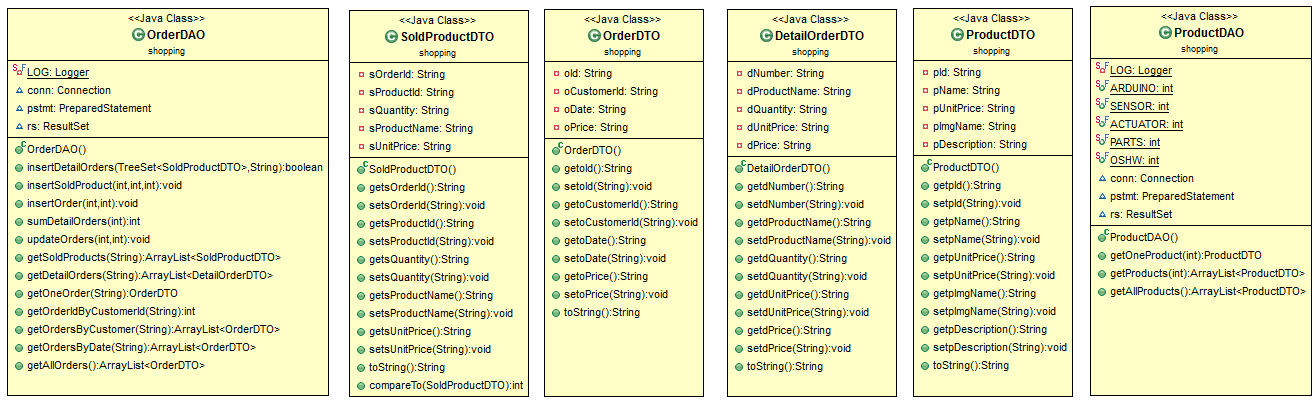 <<Java Class>>
OrderDAO
shopping
LOG: Logger
conn: Connection
pstmt: PreparedStatement
rs: ResultSet
OrderDAO()
insertDetailOrders(TreeSet<SoldProductDTO>,String):boolean
insertSoldProduct(int,int,int):void
insertOrder(int,int):void
sumDetailOrders(int):int
updateOrders(int,int):void
getSoldProducts(String):ArrayList<SoldProductDTO>
getDetailOrders(String):ArrayList<DetailOrderDTO>
getOneOrder(String):OrderDTO
getOrderIdByCustomerId(String):int
getOrdersByCustomer(String):ArrayList<OrderDTO>
getOrdersByDate(String):ArrayList<OrderDTO>
getAllOrders():ArrayList<OrderDTO>
<<Java Class>>
SoldProductDTO
shopping
sOrderId: String
sProductId: String
sQuantity: String
sProductName: String
sUnitPrice: String
SoldProductDTO()
getsOrderId():String
setsOrderId(String):void
getsProductId():String
setsProductId(String):void
getsQuantity():String
setsQuantity(String):void
getsProductName():String
setsProductName(String):void
getsUnitPrice():String
setsUnitPrice(String):void
toString():String
compareTo(SoldProductDTO):int
<<Java Class>>
OrderDTO
shopping
oId: String
oCustomerId: String
oDate: String
oPrice: String
OrderDTO()
getoId():String
setoId(String):void
getoCustomerId():String
setoCustomerId(String):void
getoDate():String
setoDate(String):void
getoPrice():String
setoPrice(String):void
toString():String
<<Java Class>>
DetailOrderDTO
shopping
dNumber: String
dProductName: String
dQuantity: String
dUnitPrice: String
dPrice: String
DetailOrderDTO()
getdNumber():String
setdNumber(String):void
getdProductName():String
setdProductName(String):void
getdQuantity():String
setdQuantity(String):void
getdUnitPrice():String
setdUnitPrice(String):void
getdPrice():String
setdPrice(String):void
toString():String
<<Java Class>>
ProductDTO
shopping
pId: String
pName: String
pUnitPrice: String
pImgName: String
pDescription: String
ProductDTO()
getpId():String
setpId(String):void
getpName():String
setpName(String):void
getpUnitPrice():String
setpUnitPrice(String):void
getpImgName():String
setpImgName(String):void
getpDescription():String
setpDescription(String):void
toString():String
<<Java Class>>
ProductDAO
shopping
LOG: Logger
ARDUINO: int
SENSOR: int
ACTUATOR: int
PARTS: int
OSHW: int
conn: Connection
pstmt: PreparedStatement
rs: ResultSet
ProductDAO()
getOneProduct(int):ProductDTO
getProducts(int):ArrayList<ProductDTO>
getAllProducts():ArrayList<ProductDTO>